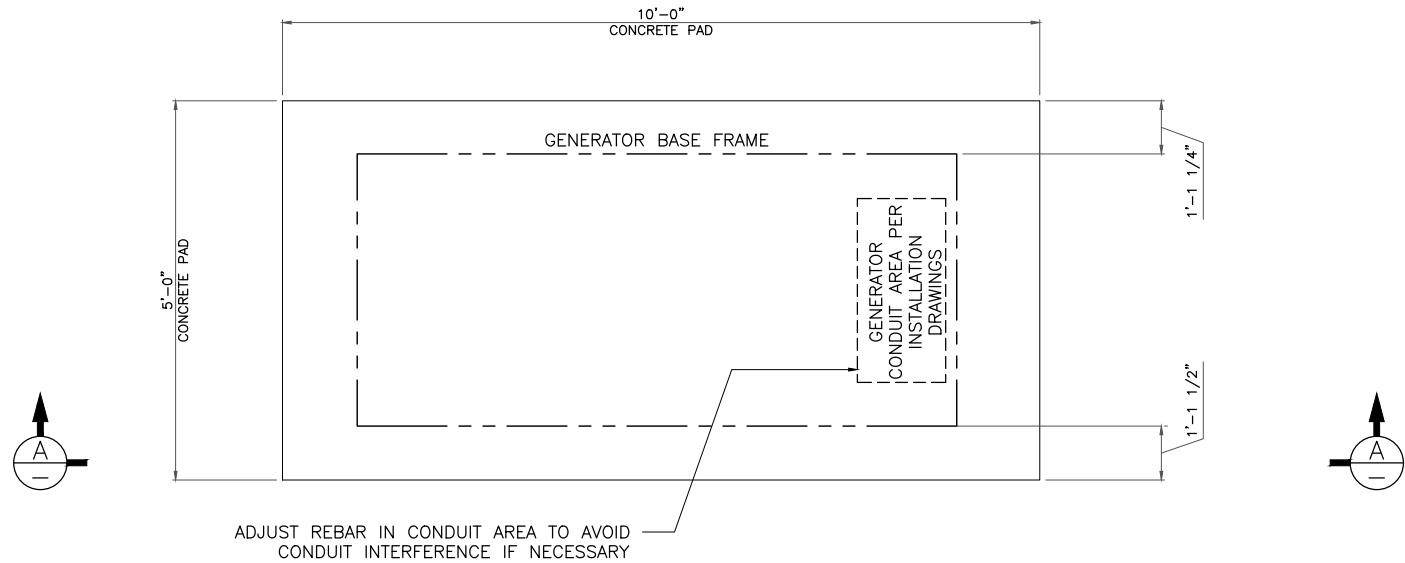 10'-0"
CONCRETE PAD
GENERATOR BASE FRAME
5'-0"
CONCRETE PAD
GENERATOR
CONDUIT AREA PER
INSTALLATION
DRAWINGS
1'-1 1/4"
1'-1 1/2"
A
—
A
—
ADJUST REBAR IN CONDUIT AREA TO AVOID
CONDUIT INTERFERENCE IF NECESSARY